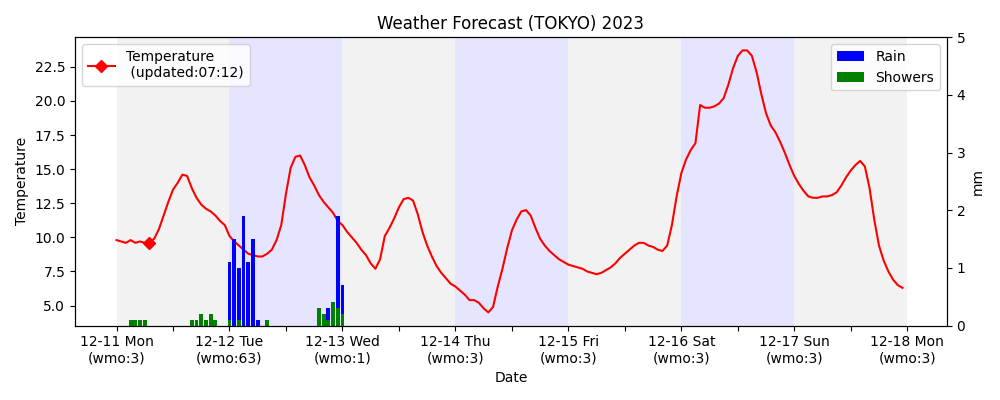 Weather Forecast (TOKYO) 2023
Temperature
(updated:07:12)
Rain
Showers
Temperature
22.5
20.0
17.5
15.0
12.5
10.0
7.5
5.0
5
4
3
2
1
0
mm
12-11 Mon 12-12 Tue 12-13 Wed 12-14 Thu 12-15 Fri 12-16 Sat 12-17 Sun 12-18 Mon
(wmo:3) (wmo:63) (wmo:1) (wmo:3) (wmo:3) (wmo:3) (wmo:3) (wmo:3)
Date